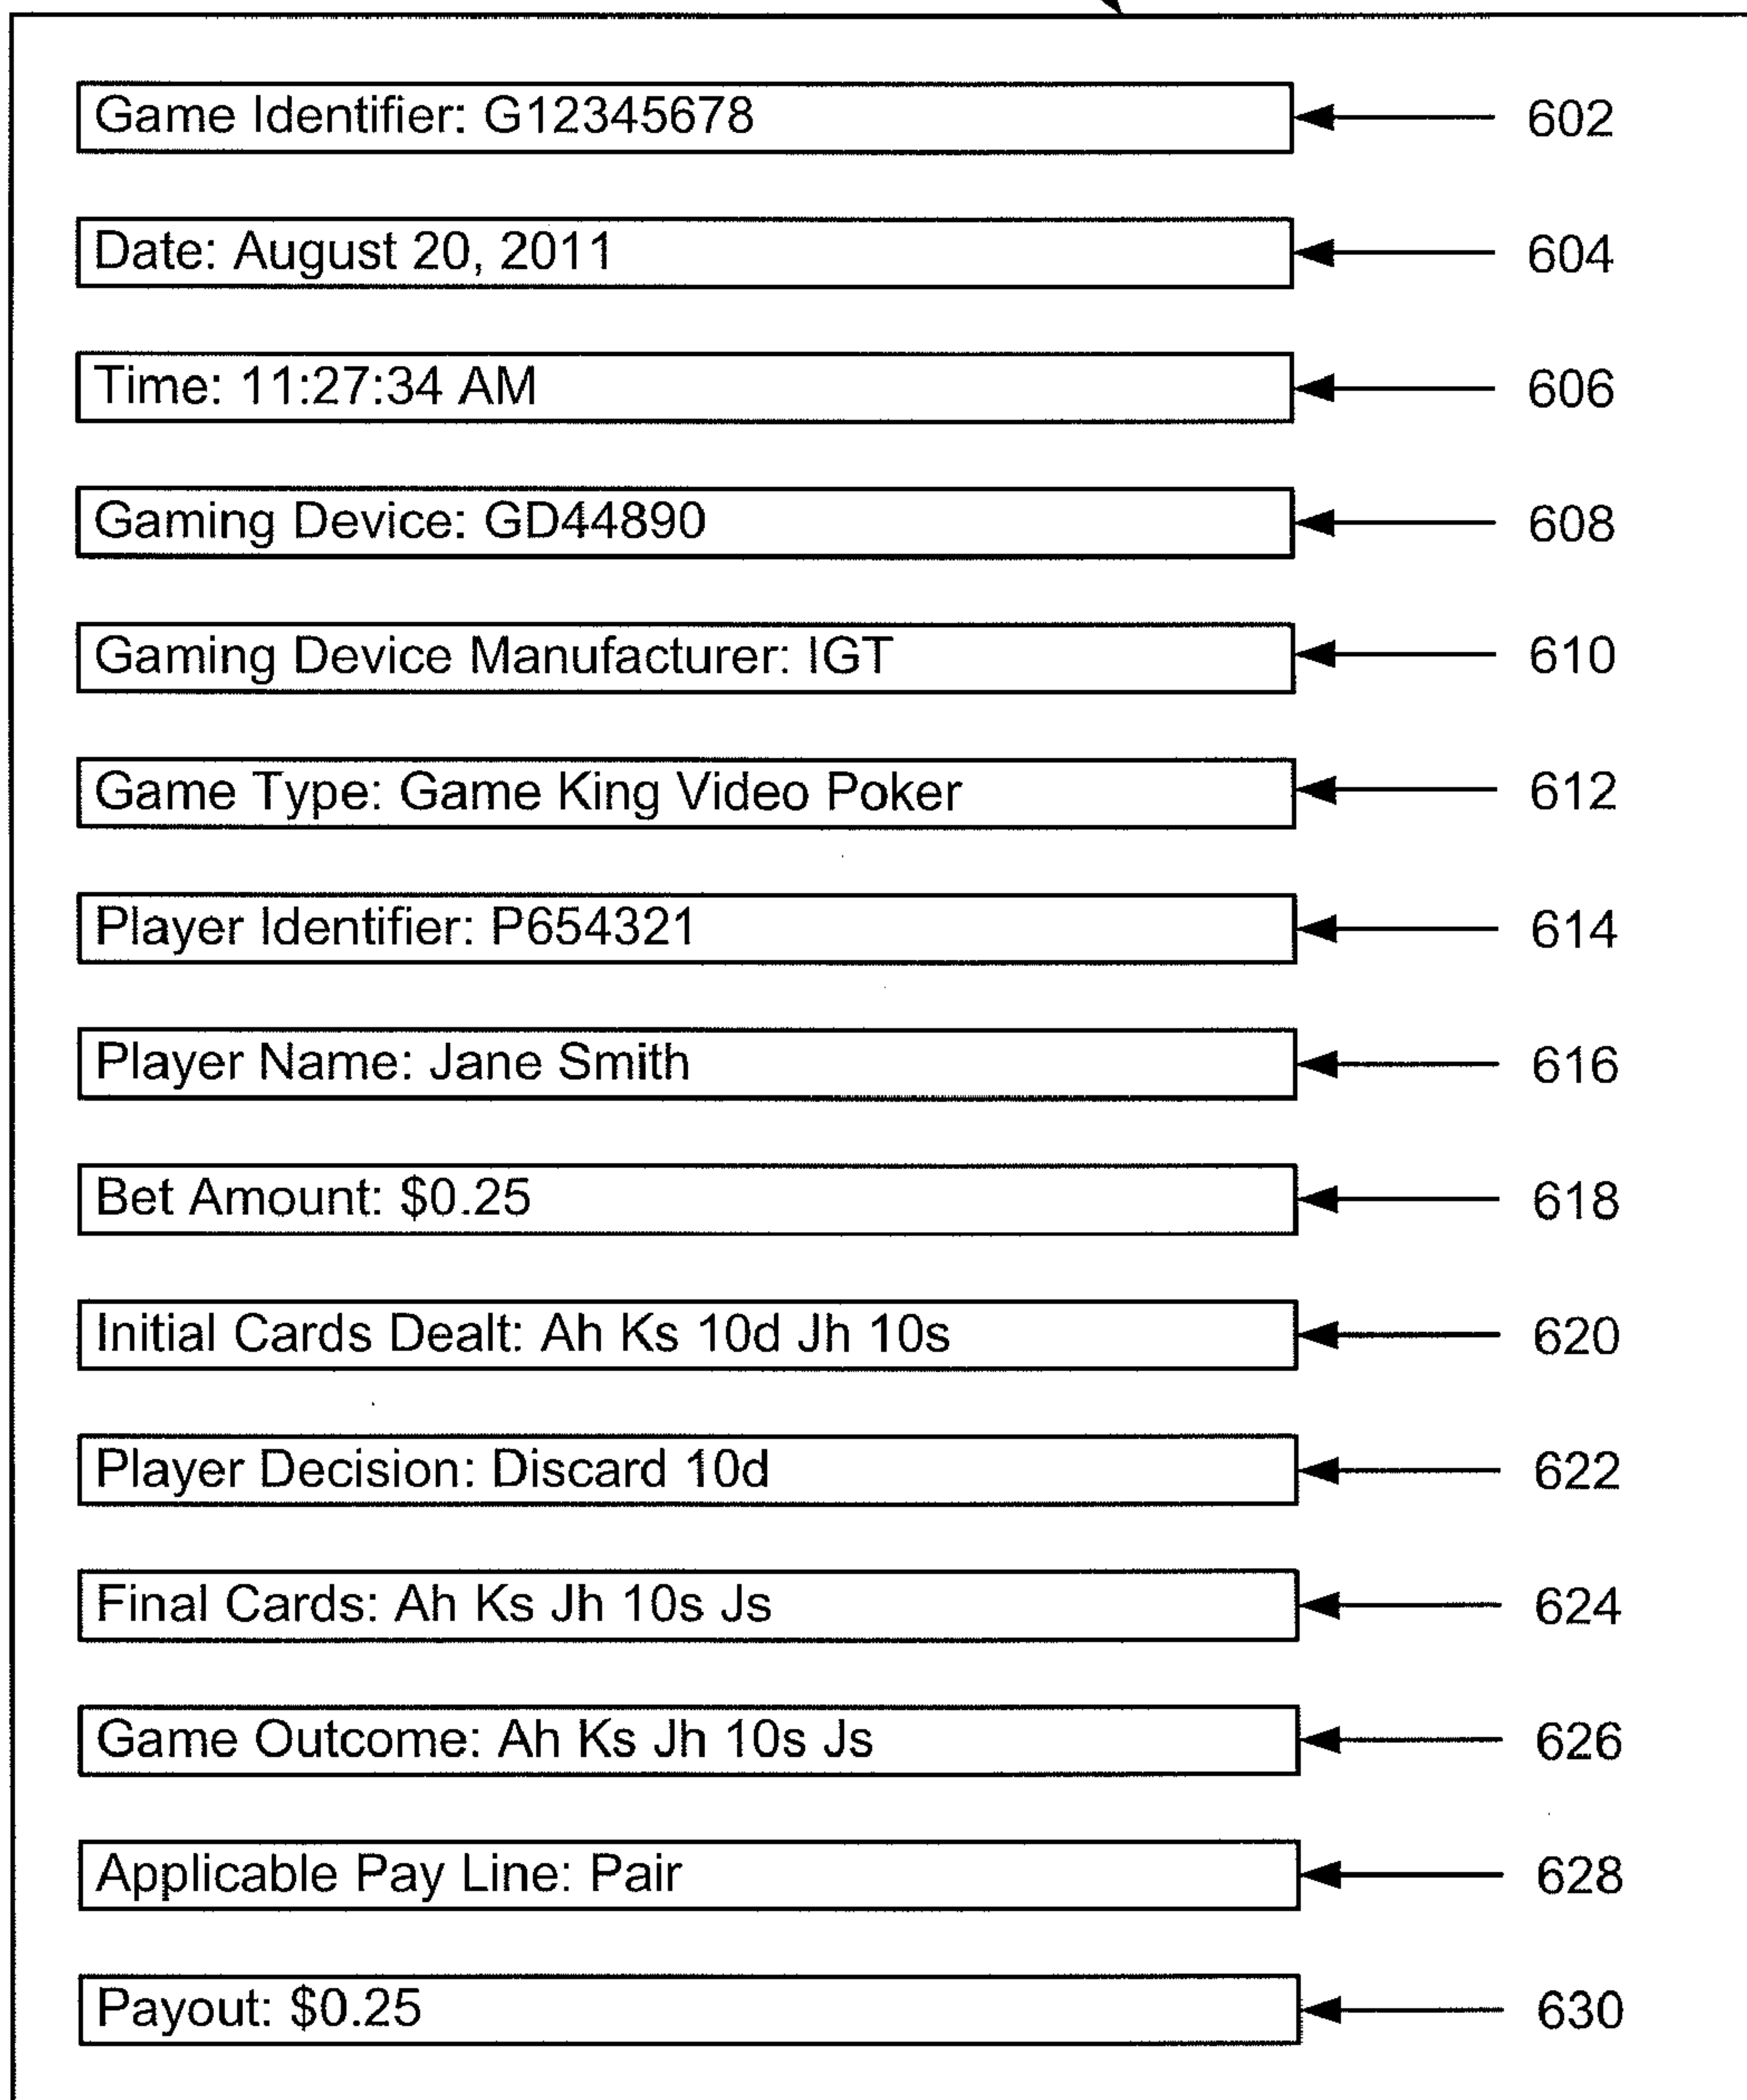 Game Identifier: G12345678 602
Date: August 20, 2011 604
Time: 11:27:34 AM 606
Gaming Device: GD44890 608
Gaming Device Manufacturer: IGT 610
Game Type: Game King Video Poker 612
Player Identifier: P654321 614
Player Name: Jane Smith 616
Bet Amount: $0.25 618
Initial Cards Dealt: Ah Ks 10d Jh 10s 620
Player Decision: Discard 10d 622
Final Cards: Ah Ks Jh 10s Js 624
Game Outcome: Ah Ks Jh 10s Js 626
Applicable Pay Line: Pair 628
Payout: $0.25 630